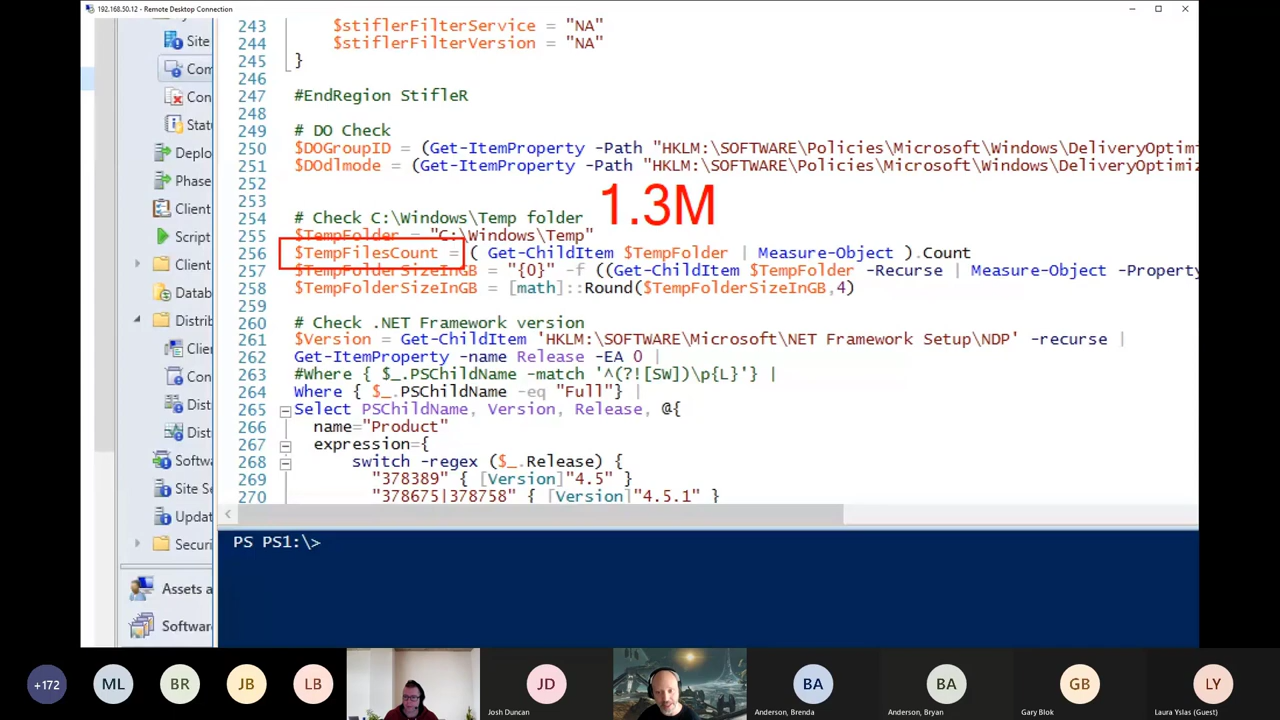 192.168.50.12 - Remote Desktop Connection
Site
Com
Con
Statu
Deplo
Phase
Client
Script
Client
Datab
Distrib
Clie
Con
Dist
Dist
Softwa
Site Se
Updat
Securi
Assets a
Software
243 $stiflerFilterService = "NA"
244 $stiflerFilterVersion = "NA"
245 }
246
247 #EndRegion StifleR
248
249 # DO Check
250 $DOGroupID = (Get-ItemProperty -Path "HKLM:\SOFTWARE\Policies\Microsoft\Windows\DeliveryOptimi
251 $DOdlmode = (Get-ItemProperty -Path "HKLM:\SOFTWARE\Policies\Microsoft\Windows\DeliveryOptimiz
252
253
1.3M
254 # Check C:\Windows\Temp folder
255 $TempFolder = "C:\Windows\Temp"
256 $TempFilesCount = ( Get-ChildItem $TempFolder | Measure-Object ).Count
257 $TempFolderSizeInGB = "{0}" -f ((Get-ChildItem $TempFolder -Recurse | Measure-Object -Property
258 $TempFolderSizeInGB = [math]::Round($TempFolderSizeInGB,4)
259
260 # Check .NET Framework version
261 $Version = Get-ChildItem 'HKLM:\SOFTWARE\Microsoft\NET Framework Setup\NDP' -recurse |
262 Get-ItemProperty -name Release -EA 0 |
263 #Where { $_.PSChildName -match '^(?![SW])\p{L}'} |
264 Where { $_.PSChildName -eq "Full"} |
265 Select PSChildName, Version, Release, @{
266 name="Product"
267 expression={
268 switch -regex ($_.Release) {
269 "378389" { [Version]"4.5" }
270 "378675|378758" { [Version]"4.5.1" }
PS PS1:\>
+172
ML
BR
JB
LB
JD
BA
BA
GB
LY
Josh Duncan
Anderson, Brenda
Anderson, Bryan
Gary Blok
Laura Yslas (Guest)